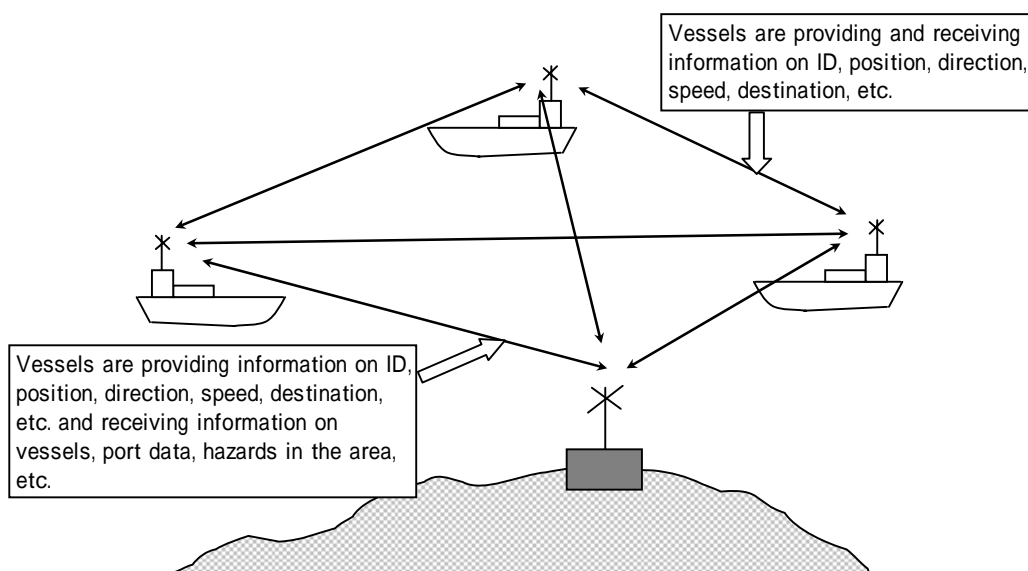 Vessels are providing and receiving
information on ID, position, direction,
speed, destination, etc.
Vessels are providing information on ID,
position, direction, speed, destination,
etc. and receiving information on
vessels, port data, hazards in the area,
etc.